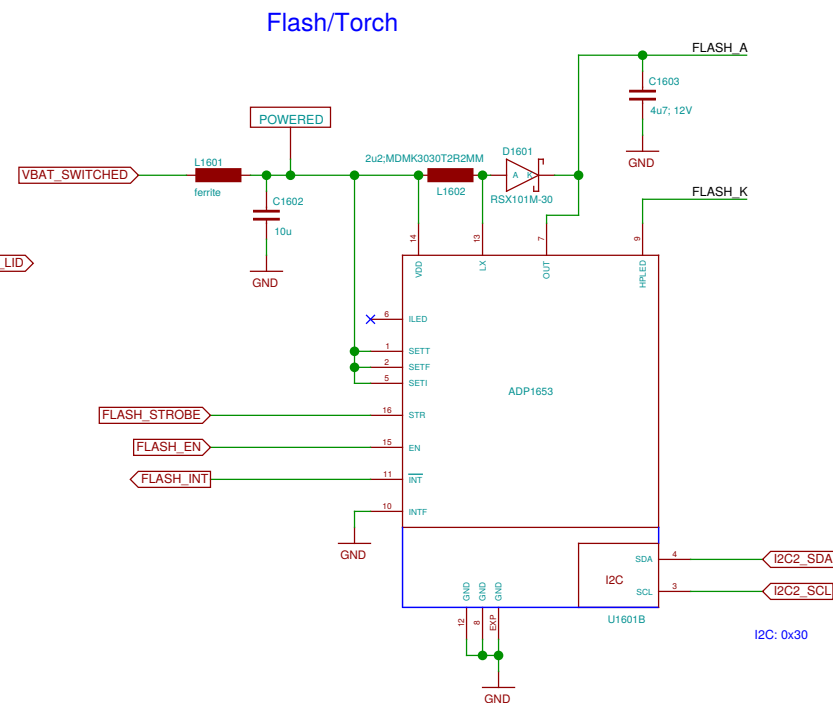 Flash/Torch
FLASH_A
C1603
4u7; 12V
GND
POWERED
L1601
VBAT_SWITCHED
ferrite
C1602
10u
GND
2u2;MDMK3030T2R2MM
L1602
D1601
A K
RSX101M-30
FLASH_K
_LID
14
13
7
9
VDD
LX
OUT
HPLED
6 ILED
1 SETT
2 SETF
5 SETI
ADP1653
FLASH_STROBE 16 STR
FLASH_EN 15 EN
FLASH_INT 11 INT
10 INTF
GND
SDA 4 I2C2_SDA
I2C
SCL 3 I2C2_SCL
GND GND GND
12 8 EXP
U1601B
I2C: 0x30
GND